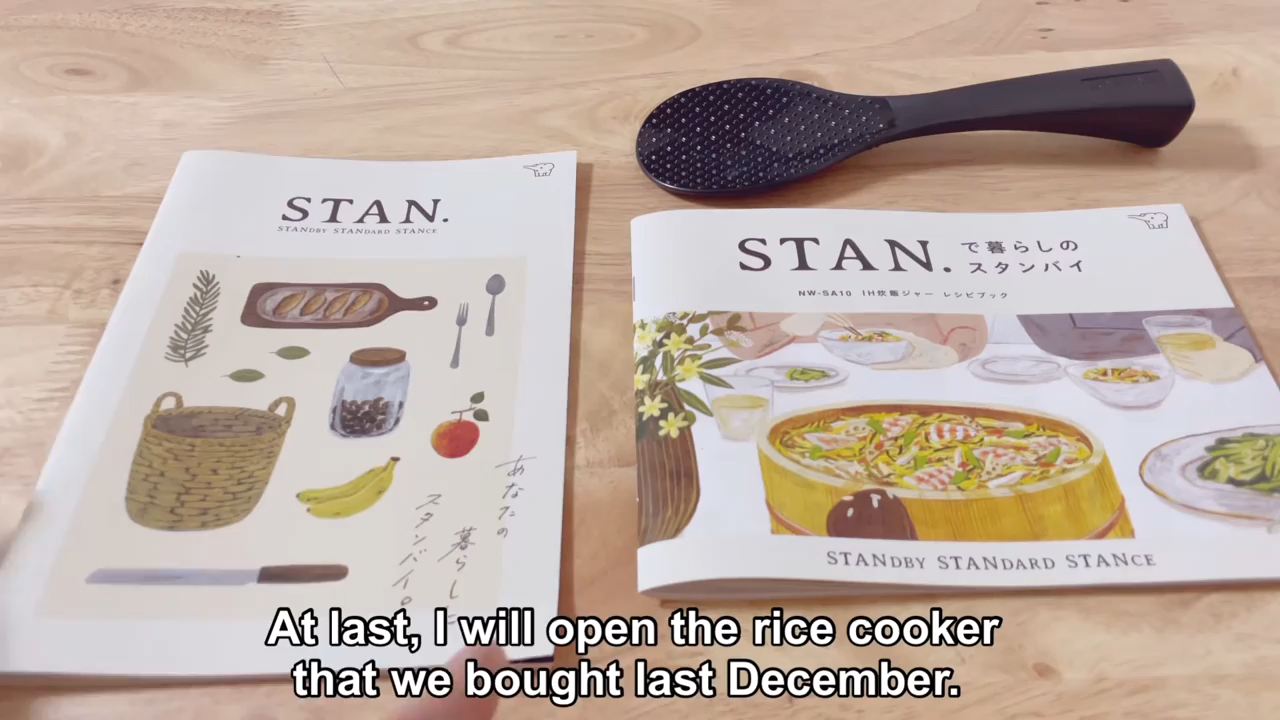 STAN.
STANDBY STANDARD STANCE
あなたの
暮らしに
スタンバイ。
STAN. で暮らしの
スタンバイ
NW-SA10 IH炊飯ジャー レシピブック
STANDBY STANDARD STANCE
At last, I will open the rice cooker
that we bought last December.